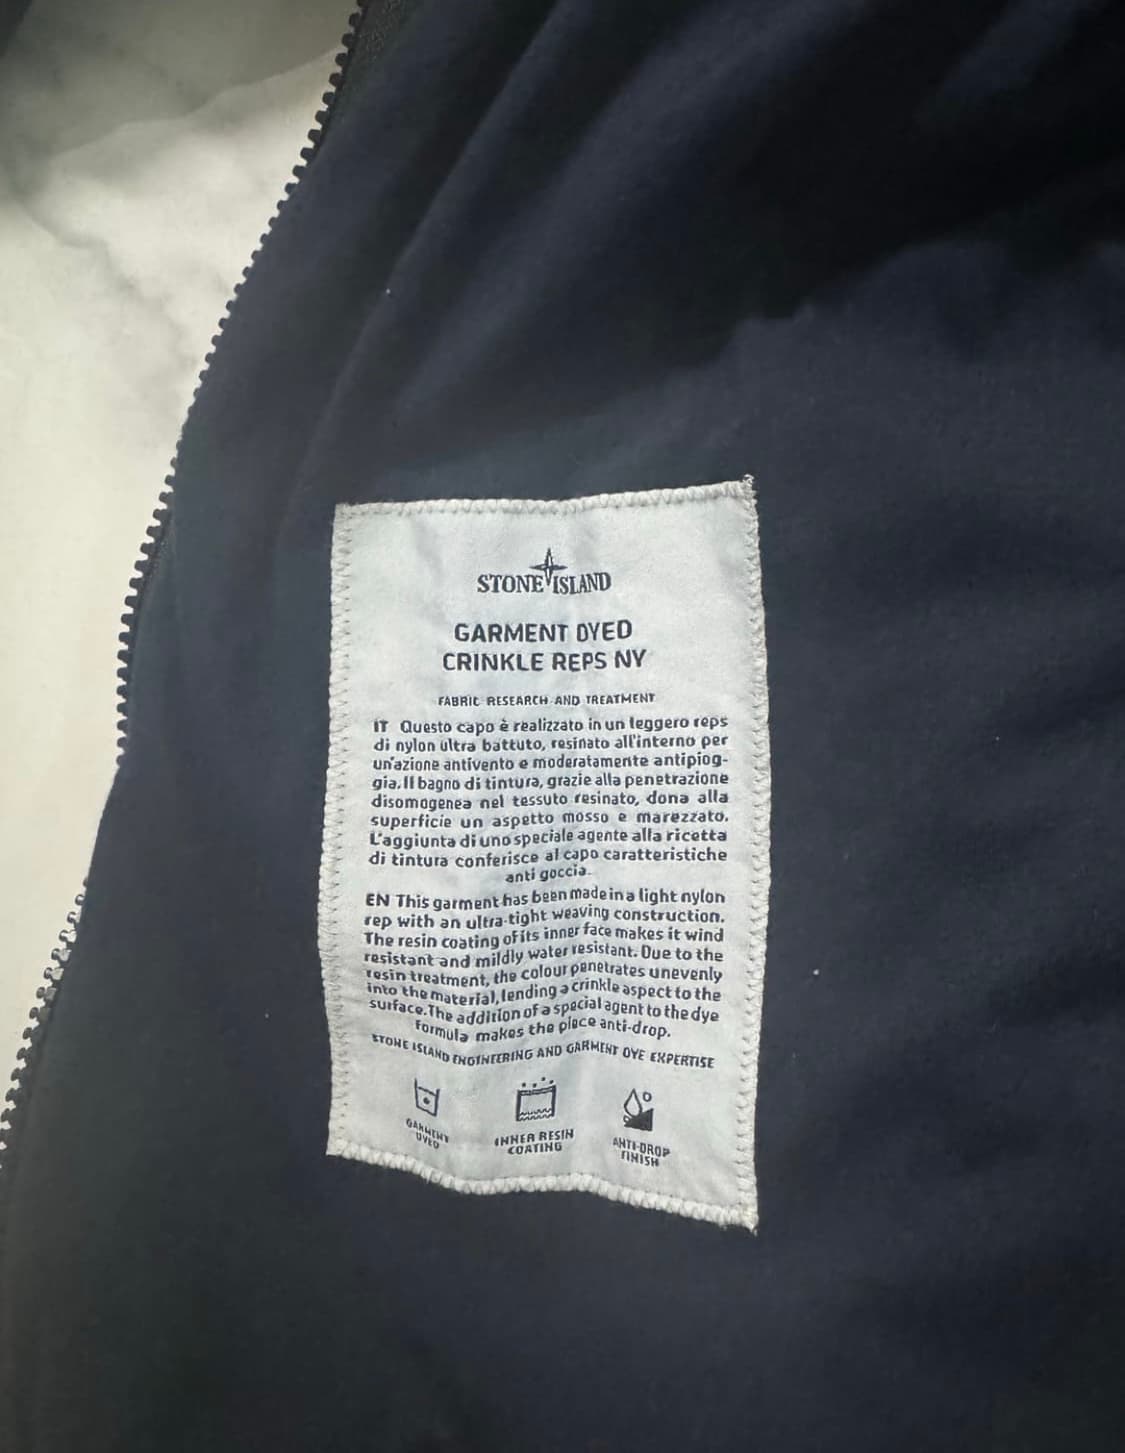 STONE ISLAND
GARMENT DYED
CRINKLE REPS NY
FABRIC RESEARCH AND TREATMENT
IT Questo capo è realizzato in un leggero reps
di nylon ultra battuto, resinato all'interno per
un'azione antivento e moderatamente antipiog-
gia. Il bagno di tintura, grazie alla penetrazione
disomogenea nel tessuto resinato, dona alla
superficie un aspetto mosso e marezzato.
L'aggiunta di uno speciale agente alla ricetta
di tintura conferisce al capo caratteristiche
anti goccia.
EN This garment has been made in a light nylon
rep with an ultra-tight weaving construction.
The resin coating of its inner face makes it wind
resistant and mildly water resistant. Due to the
resin treatment, the colour penetrates unevenly
into the material, lending a crinkle aspect to the
surface. The addition of a special agent to the dye
formula makes the piece anti-drop.
STONE ISLAND ENGINEERING AND GARMENT DYE EXPERTISE
GARMENT
DYED
INNER RESIN
COATING
ANTI-DROP
FINISH